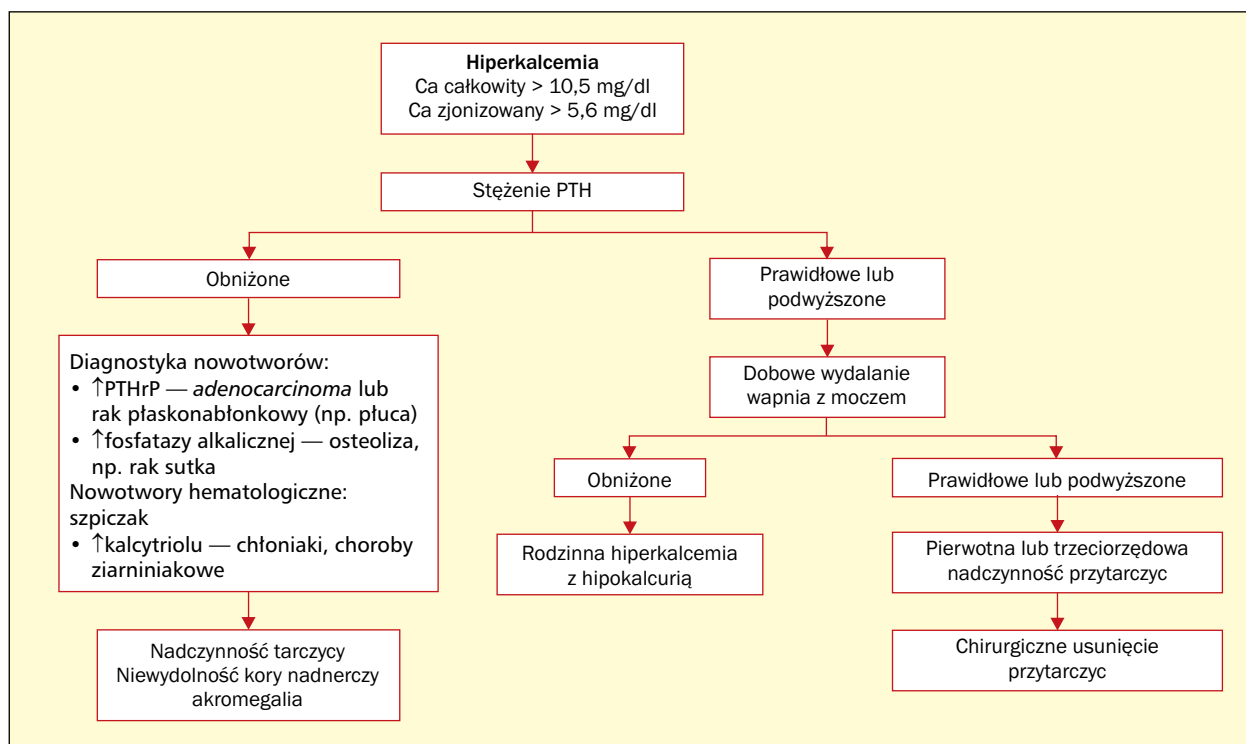 Hiperkalcemia
Ca całkowity > 10,5 mg/dl
Ca zjonizowany > 5,6 mg/dl
Stężenie PTH
Obniżone
Prawidłowe lub
podwyższone
Diagnostyka nowotworów:
• ↑PTHrP — adenocarcinoma lub
rak płaskonabłonkowy (np. płuca)
• ↑fosfatazy alkalicznej — osteoliza,
np. rak sutka
Nowotwory hematologiczne:
szpiczak
• ↑kalcytriolu — chłoniaki, choroby
ziarniniakowe
Dobowe wydalanie
wapnia z moczem
Obniżone
Prawidłowe lub podwyższone
Rodzinna hiperkalcemia
z hipokalcurią
Pierwotna lub trzeciorzędowa
nadczynność przytarczyc
Nadczynność tarczycy
Niewydolność kory nadnerczy
akromegalia
Chirurgiczne usunięcie
przytarczyc